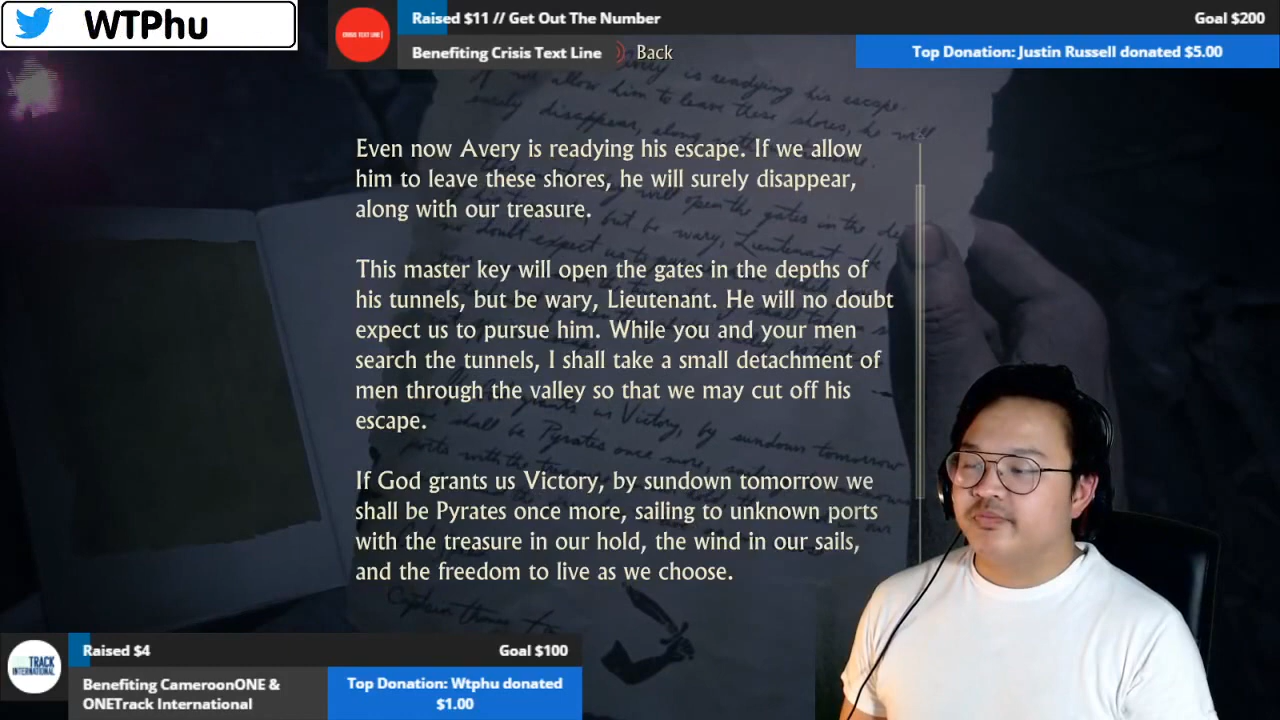 WTPhu
Raised $11 // Get Out The Number
Goal $200
CRISIS TEXT LINE
Benefiting Crisis Text Line
Back
Top Donation: Justin Russell donated $5.00
Even now Avery is readying his escape. If we allow
him to leave these shores, he will surely disappear,
along with our treasure.
This master key will open the gates in the depths of
his tunnels, but be wary, Lieutenant. He will no doubt
expect us to pursue him. While you and your men
search the tunnels, I shall take a small detachment of
men through the valley so that we may cut off his
escape.
If God grants us Victory, by sundown tomorrow we
shall be Pyrates once more, sailing to unknown ports
with the treasure in our hold, the wind in our sails,
and the freedom to live as we choose.
Captain Thomas
TRACK
INTERNATIONAL
Raised $4
Goal $100
Benefiting CameroonONE &
ONETrack International
Top Donation: Wtphu donated
$1.00